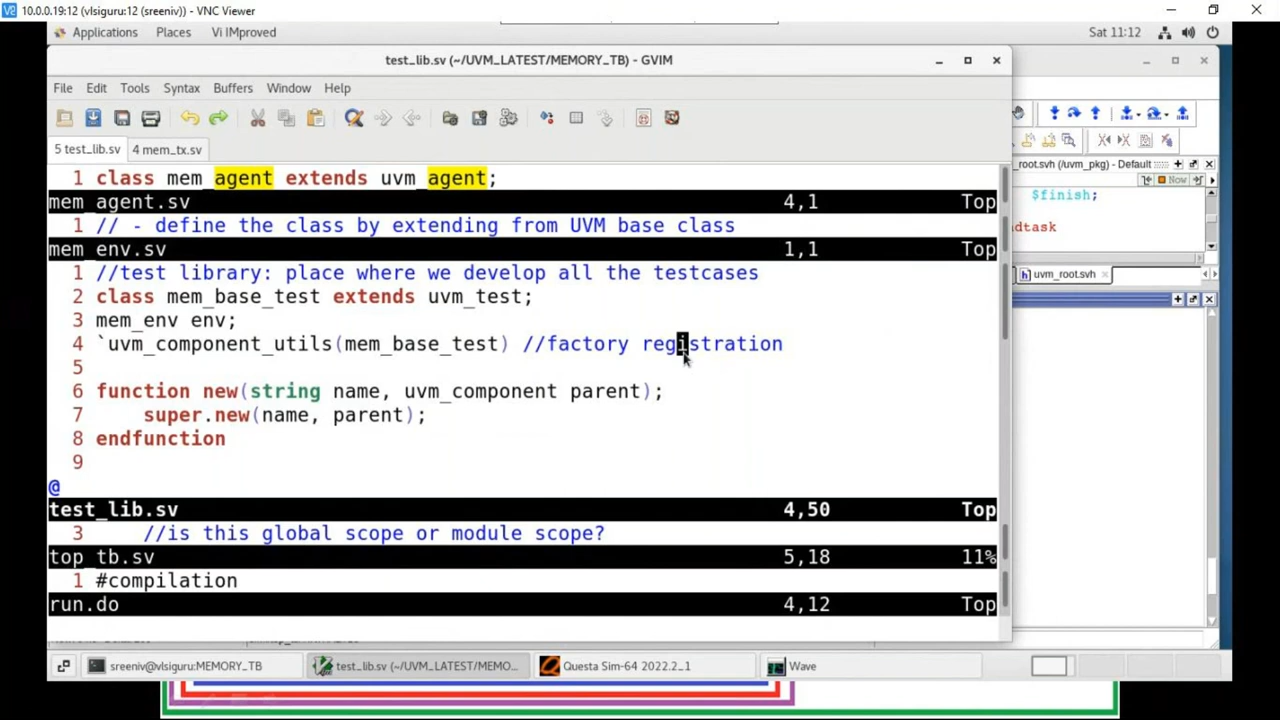 10.0.0.19:12 (vlsiguru:12 (sreeniv)) - VNC Viewer
Applications Places Vi IMproved Sat 11:12
test_lib.sv (~/UVM_LATEST/MEMORY_TB) - GVIM
File Edit Tools Syntax Buffers Window Help
5 test_lib.sv 4 mem_tx.sv
1 class mem_agent extends uvm_agent;
mem_agent.sv 4,1 Top
1 // - define the class by extending from UVM base class
mem_env.sv 1,1 Top
1 //test library: place where we develop all the testcases
2 class mem_base_test extends uvm_test;
3 mem_env env;
4 `uvm_component_utils(mem_base_test) //factory registration
5
6 function new(string name, uvm_component parent);
7 super.new(name, parent);
8 endfunction
9
@
test_lib.sv 4,50 Top
3 //is this global scope or module scope?
top_tb.sv 5,18 11%
1 #compilation
run.do 4,12 Top
_root.svh (/uvm_pkg) - Default
Now
$finish;
ndtask
uvm_root.svh
sreeniv@vlsiguru:MEMORY_TB
test_lib.sv (~/UVM_LATEST/MEMO...
Questa Sim-64 2022.2_1
Wave